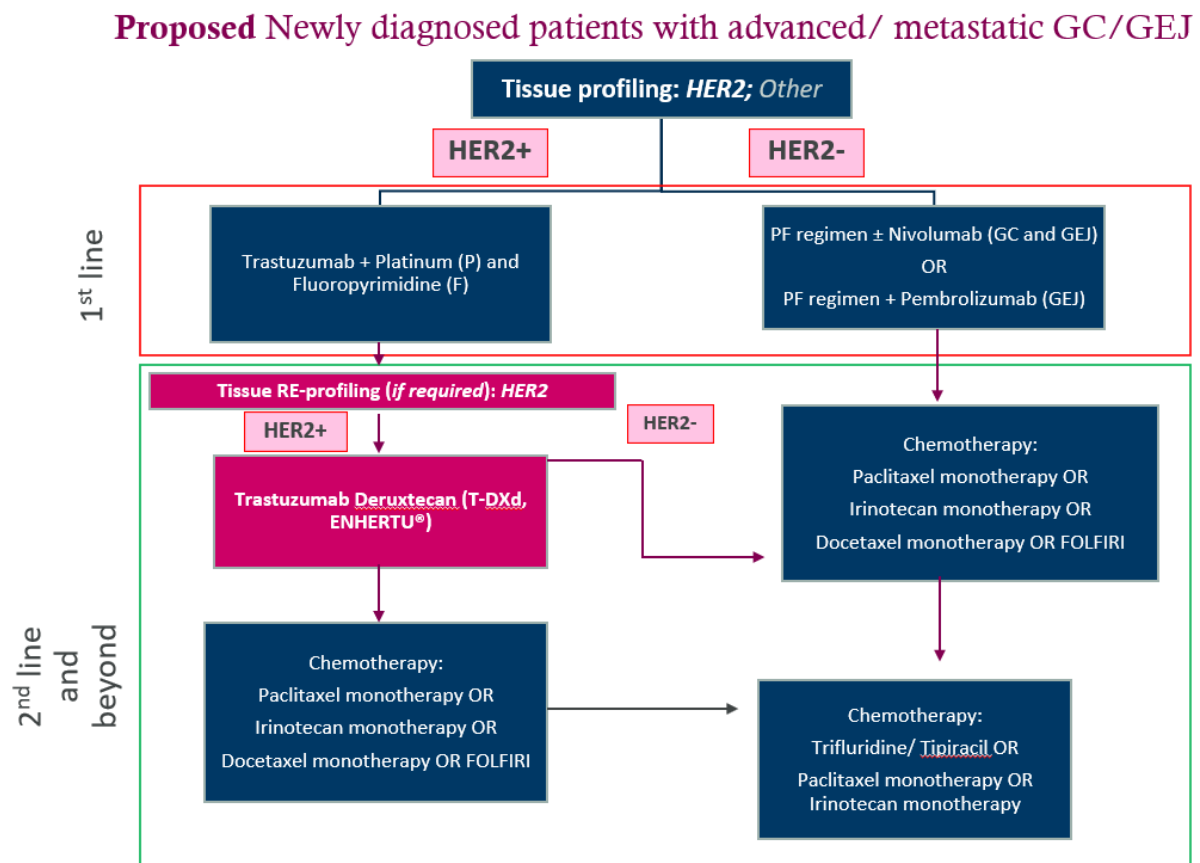 Proposed Newly diagnosed patients with advanced/ metastatic GC/GEJ
Tissue profiling: HER2; Other
HER2+
HER2-
1st line
Trastuzumab + Platinum (P) and
Fluoropyrimidine (F)
PF regimen ± Nivolumab (GC and GEJ)
OR
PF regimen + Pembrolizumab (GEJ)
2nd line
and
beyond
Tissue RE-profiling (if required): HER2
HER2+
HER2-
Trastuzumab Deruxtecan (T-DXd,
ENHERTU®)
Chemotherapy:
Paclitaxel monotherapy OR
Irinotecan monotherapy OR
Docetaxel monotherapy OR FOLFIRI
Chemotherapy:
Paclitaxel monotherapy OR
Irinotecan monotherapy OR
Docetaxel monotherapy OR FOLFIRI
Chemotherapy:
Trifluridine/ Tipiracil OR
Paclitaxel monotherapy OR
Irinotecan monotherapy